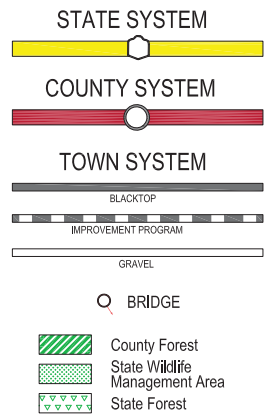 STATE SYSTEM
COUNTY SYSTEM
TOWN SYSTEM
BLACKTOP
IMPROVEMENT PROGRAM
GRAVEL
BRIDGE
County Forest
State Wildlife
Management Area
State Forest